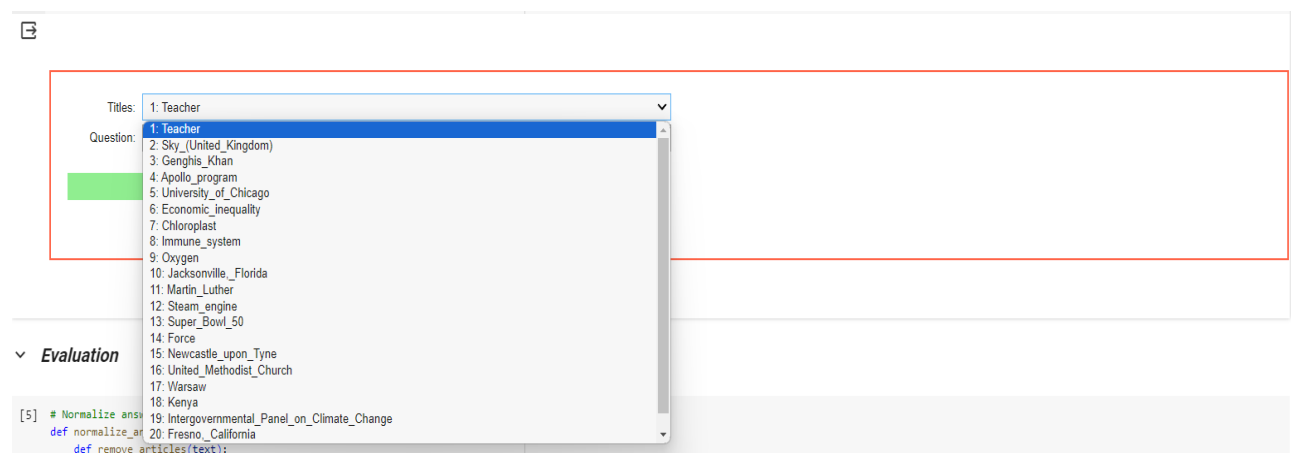 Titles: 1: Teacher
Question:
1: Teacher
2: Sky_(United_Kingdom)
3: Genghis_Khan
4: Apollo_program
5: University_of_Chicago
6: Economic_inequality
7: Chloroplast
8: Immune_system
9: Oxygen
10: Jacksonville,_Florida
11: Martin_Luther
12: Steam_engine
13: Super_Bowl_50
14: Force
15: Newcastle_upon_Tyne
16: United_Methodist_Church
17: Warsaw
18: Kenya
19: Intergovernmental_Panel_on_Climate_Change
20: Fresno,_California
Evaluation
[5] # Normalize answ
def normalize_an
def remove_articles(text):